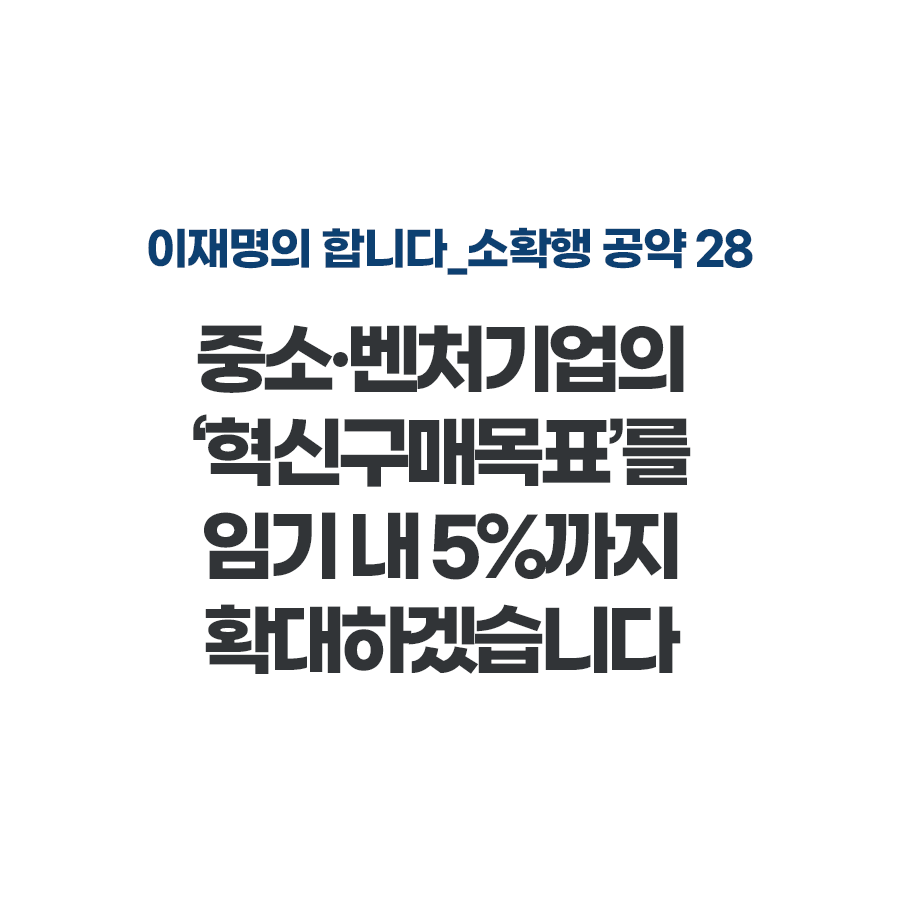 이재명의 합니다_소확행 공약 28
중소·벤처기업의
‘혁신구매목표’를
임기 내 5%까지
확대하겠습니다